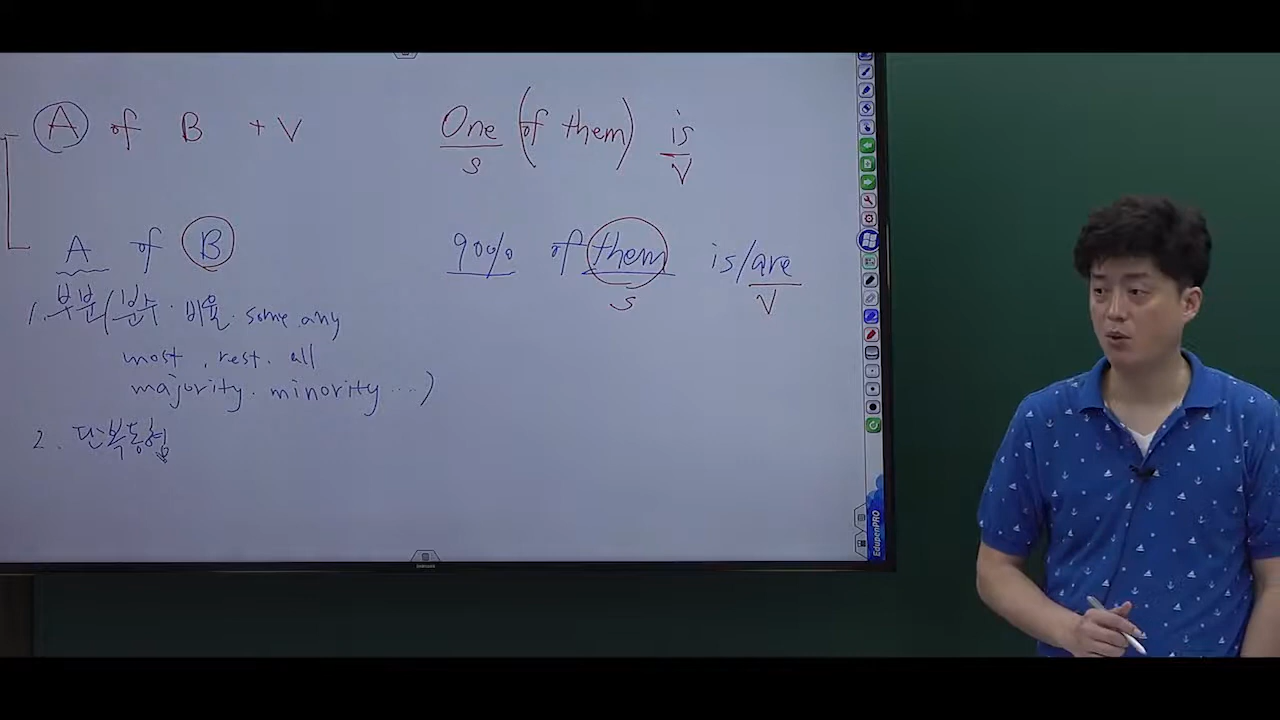 A of B + V
One (of them) is
S V
A of B
90% of them is/are
S V
1. 부분(분수 · 비율 · some, any
most, rest, all
majority, minority ....)
2. 단복동형
EdupenPRO
SAMSUNG